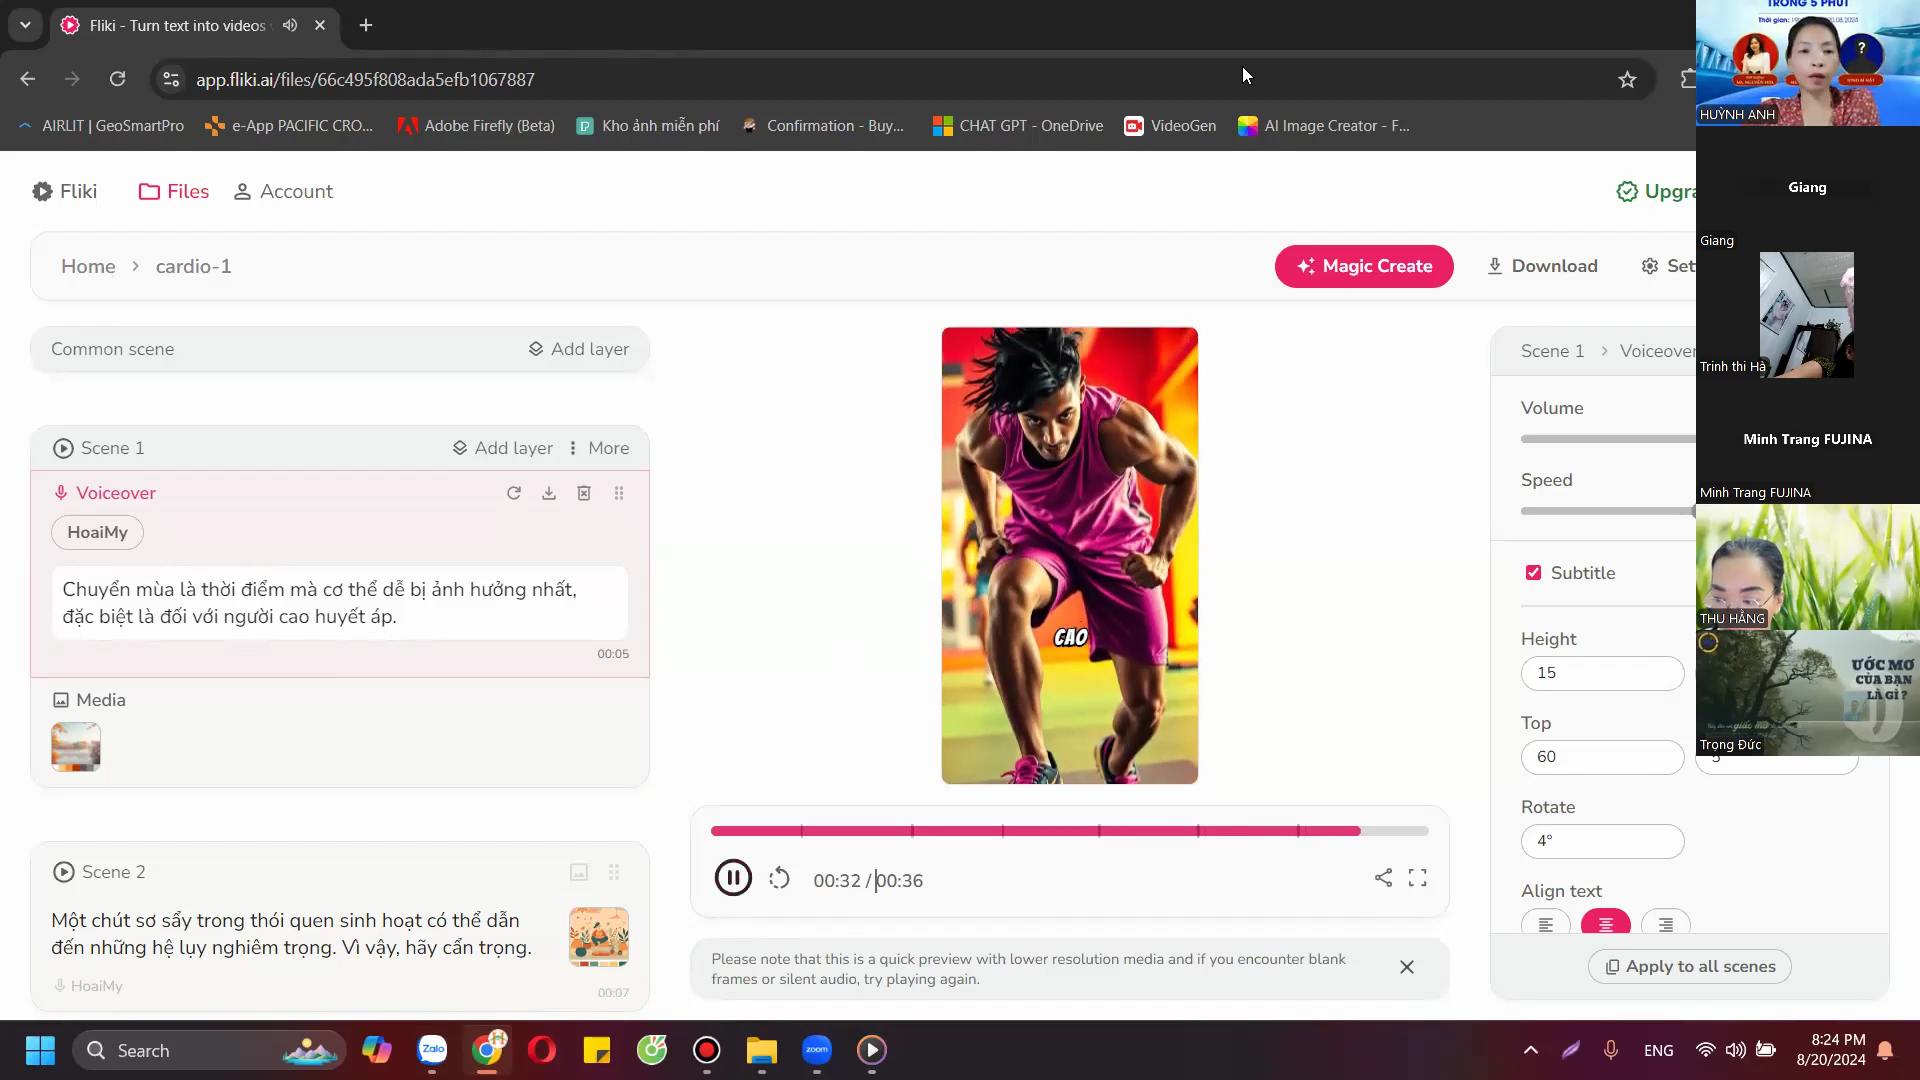 Fliki - Turn text into videos
app.fliki.ai/files/66c495f808ada5efb1067887
AIRLIT | GeoSmartPro
e-App PACIFIC CRO...
Adobe Firefly (Beta)
Kho ảnh miễn phí
Confirmation - Buy...
CHAT GPT - OneDrive
VideoGen
AI Image Creator - F...
Fliki
Files
Account
Upgra
Home > cardio-1
Magic Create
Download
Set
Common scene
Add layer
Scene 1
Add layer
More
Voiceover
HoaiMy
Chuyển mùa là thời điểm mà cơ thể dễ bị ảnh hưởng nhất,
đặc biệt là đối với người cao huyết áp.
00:05
Media
Scene 2
Một chút sơ sẩy trong thói quen sinh hoạt có thể dẫn
đến những hệ lụy nghiêm trọng. Vì vậy, hãy cẩn trọng.
HoaiMy
00:07
CAO
00:32 / 00:36
Please note that this is a quick preview with lower resolution media and if you encounter blank
frames or silent audio, try playing again.
Scene 1 > Voiceover
Volume
Speed
Subtitle
Height
15
Top
60
5
Rotate
4°
Align text
Apply to all scenes
TRONG 5 PHÚT
Thời gian:
HUỲNH ANH
Giang
Giang
Trinh thi Hà
Minh Trang FUJINA
Minh Trang FUJINA
THU HẰNG
ƯỚC MƠ
CỦA BẠN
LÀ GÌ ?
Trọng Đức
Search
Zalo
zoom
ENG
8:24 PM
8/20/2024